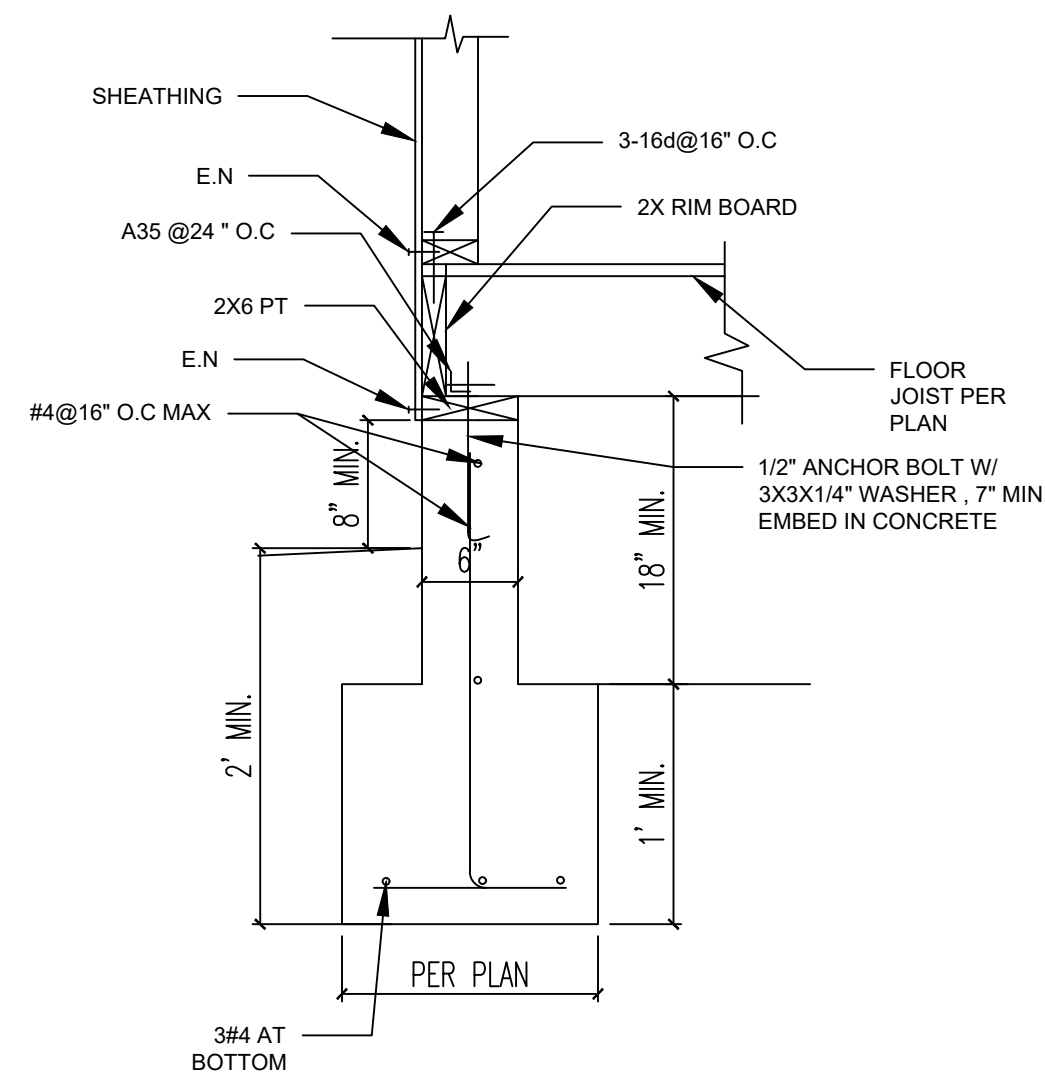 SHEATHING
3-16d@16" O.C
E.N
2X RIM BOARD
A35 @24 " O.C
2X6 PT
E.N
FLOOR
JOIST PER
PLAN
#4@16" O.C MAX
8" MIN.
1/2" ANCHOR BOLT W/
3X3X1/4" WASHER , 7" MIN
EMBED IN CONCRETE
6"
18" MIN.
2' MIN.
1' MIN.
PER PLAN
3#4 AT
BOTTOM